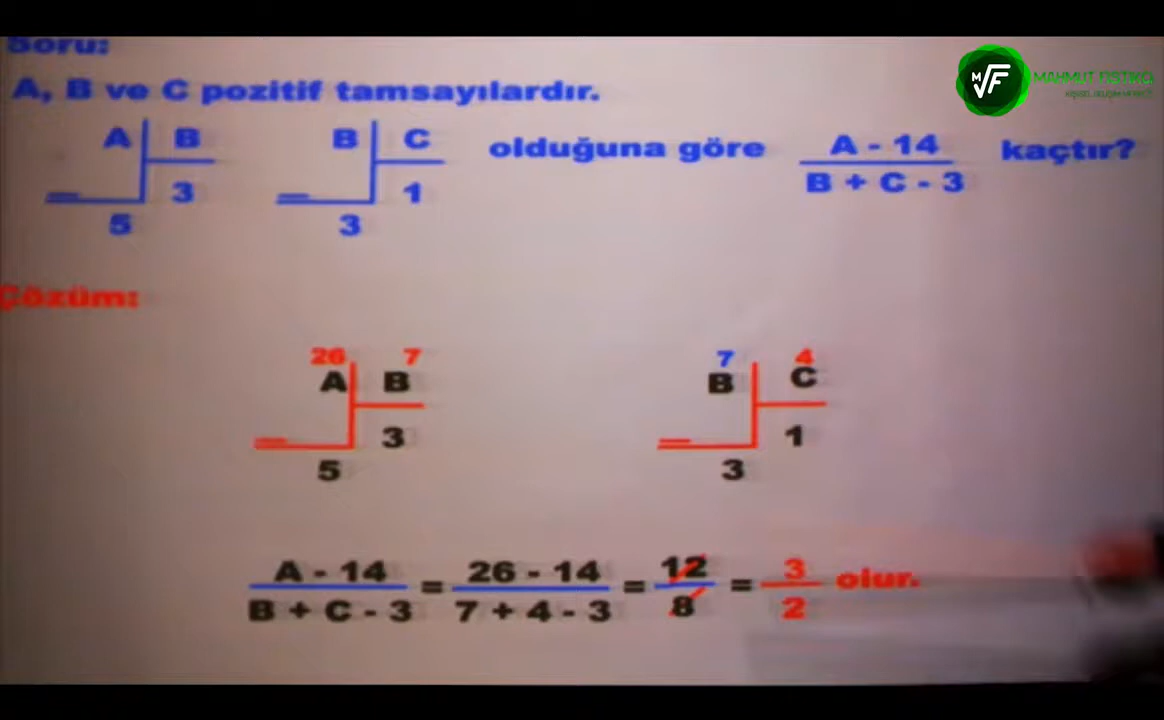 Soru:
A, B ve C pozitif tamsayılardır.
A B
3
5
B C
1
3
olduğuna göre
A - 14
B + C - 3
kaçtır?
MAHMUT
Çözüm:
26 7
A B
3
5
7 4
B C
1
3
A - 14 = 26 - 14 = 12 = 3 olur.
B + C - 3 7 + 4 - 3 8 2